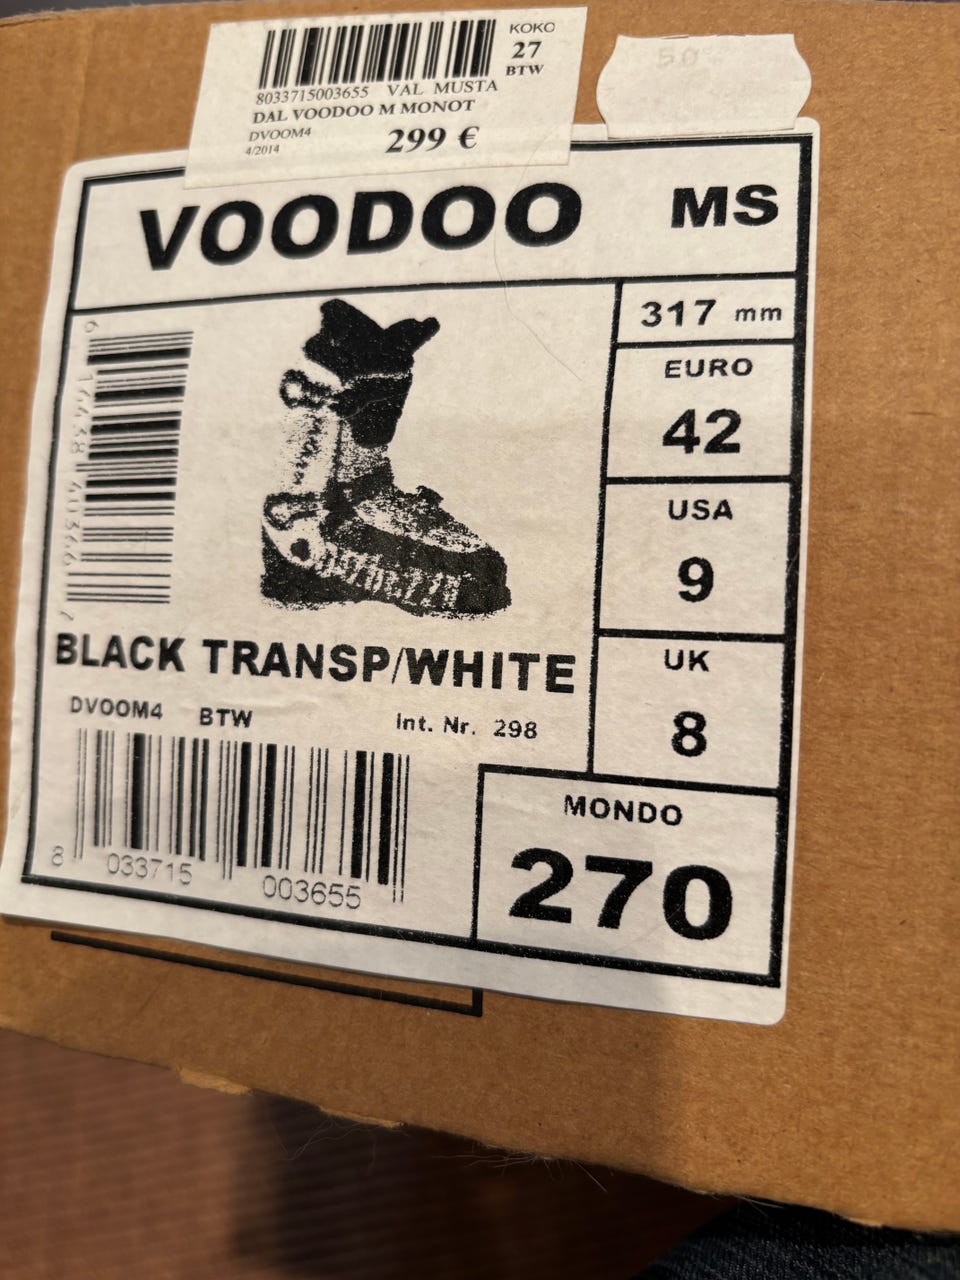 KOKO
27
BTW
8033715003655 VAL MUSTA
DAL VOODOO M MONOT
DVOOM4
299 €
4/2014
50
VOODOO MS
317 mm
EURO
42
USA
9
UK
8
BLACK TRANSP/WHITE
DVOOM4 BTW Int. Nr. 298
8 033715 003655
MONDO
270